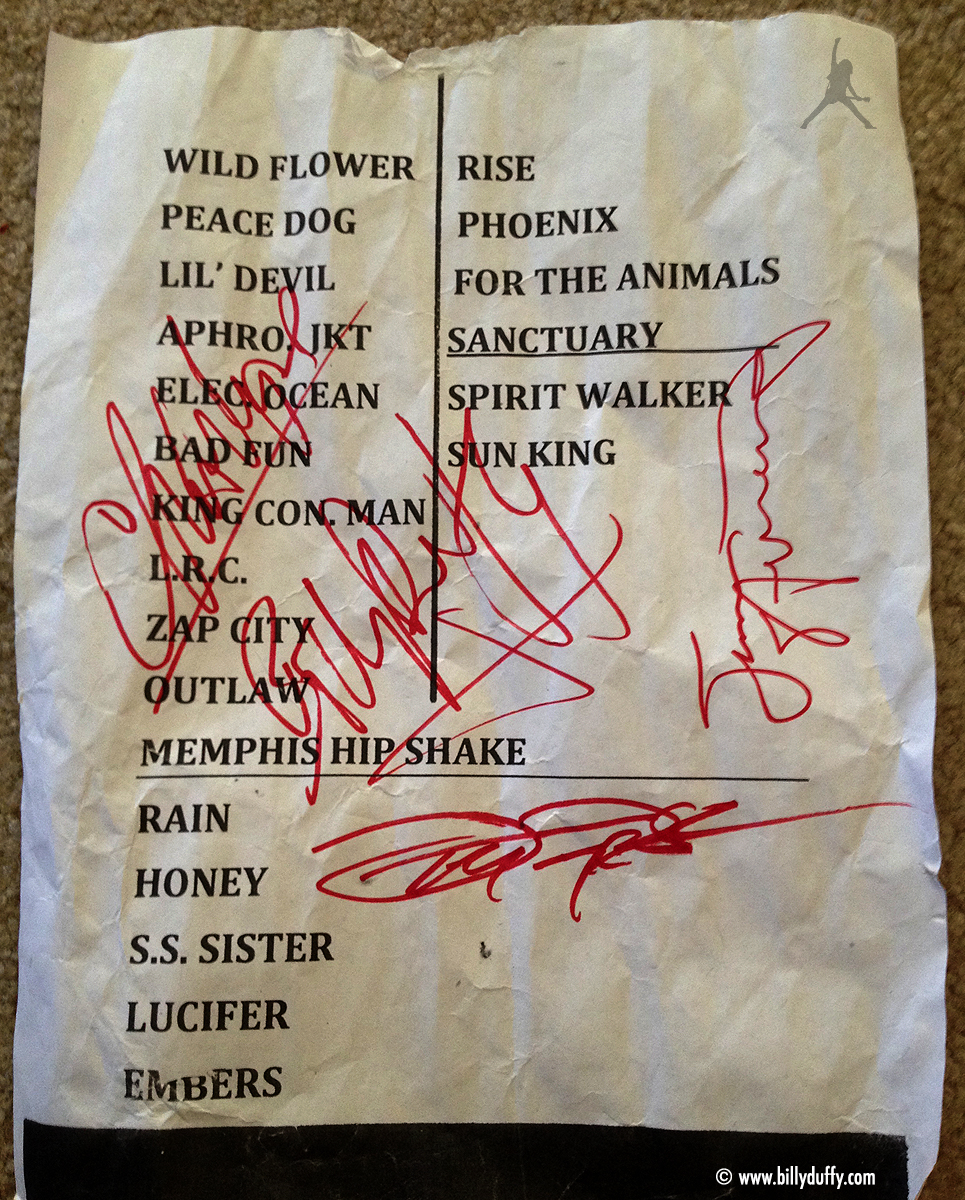 WILD FLOWER
PEACE DOG
LIL' DEVIL
APHRO. JKT
ELEC. OCEAN
BAD FUN
KING CON. MAN
L.R.C.
ZAP CITY
OUTLAW
MEMPHIS HIP SHAKE
RAIN
HONEY
S.S. SISTER
LUCIFER
EMBERS
RISE
PHOENIX
FOR THE ANIMALS
SANCTUARY
SPIRIT WALKER
SUN KING
© www.billyduffy.com